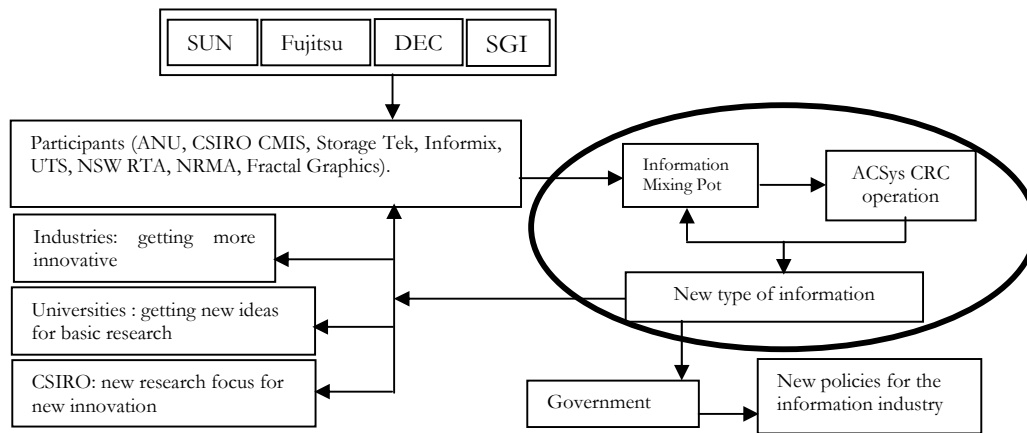 SUN
Fujitsu
DEC
SGI
Participants (ANU, CSIRO CMIS, Storage Tek, Informix,
UTS, NSW RTA, NRMA, Fractal Graphics).
Information
Mixing Pot
ACSys CRC
operation
Industries: getting more
innovative
New type of information
Universities : getting new ideas
for basic research
CSIRO: new research focus for
new innovation
Government
New policies for the
information industry